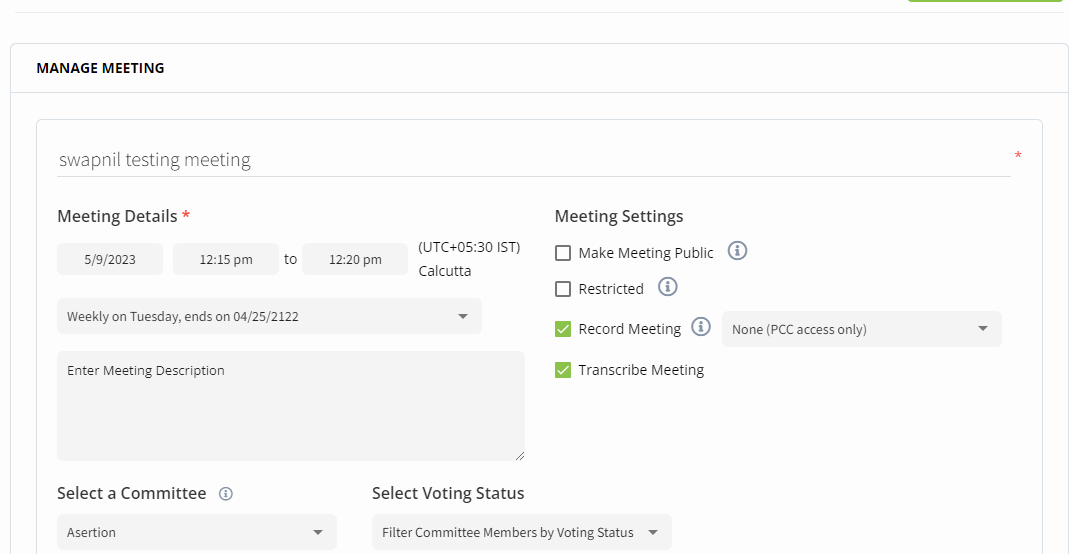 MANAGE MEETING
swapnil testing meeting *
Meeting Details *
5/9/2023 12:15 pm to 12:20 pm (UTC+05:30 IST) Calcutta
Weekly on Tuesday, ends on 04/25/2122
Enter Meeting Description
Meeting Settings
Make Meeting Public
Restricted
Record Meeting None (PCC access only)
Transcribe Meeting
Select a Committee
Asertion
Select Voting Status
Filter Committee Members by Voting Status